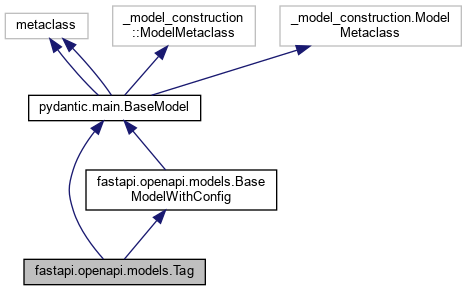 metaclass
_model_construction
::ModelMetaclass
_model_construction.Model
Metaclass
pydantic.main.BaseModel
fastapi.openapi.models.Base
ModelWithConfig
fastapi.openapi.models.Tag